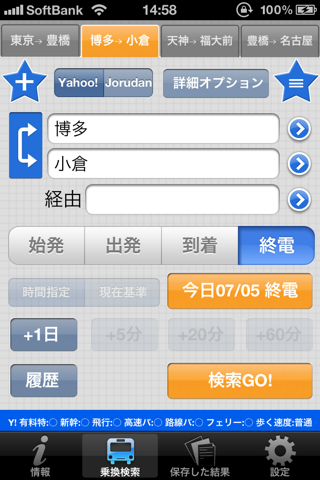 SoftBank 14:58 100%
東京→豊橋 博多→小倉 天神→福大前 豊橋→名古屋
Yahoo! Jorudan 詳細オプション
博多
小倉
経由
始発 出発 到着 終電
時間指定 現在基準 今日07/05 終電
+1日 +5分 +20分 +60分
履歴 検索GO!
Y! 有料特:○ 新幹:○ 飛行:○ 高速バ:○ 路線バ:○ フェリー:○ 歩く速度:普通
情報 乗換検索 保存した結果 設定